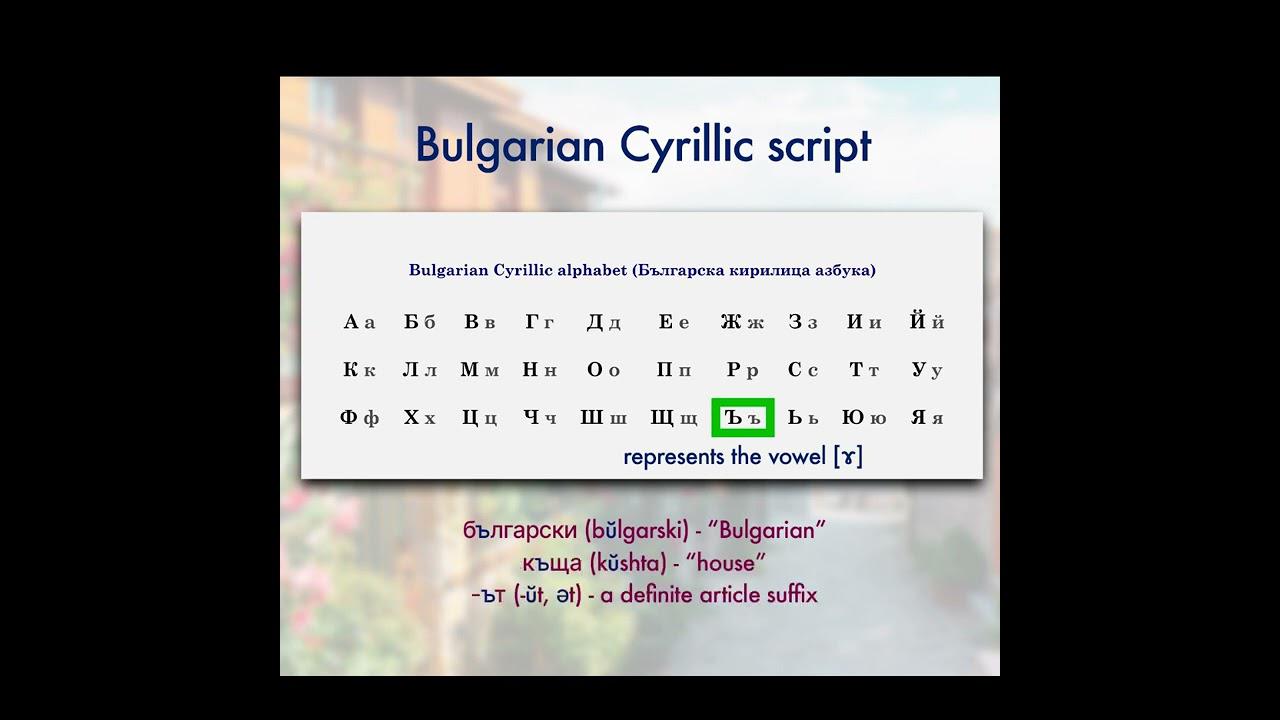 Bulgarian Cyrillic script
Bulgarian Cyrillic alphabet (Българска кирилица азбука)
А а Б б В в Г г Д д Е е Ж ж З з И и Й й
К к Л л М м Н н О о П п Р р С с Т т У у
Ф ф Х х Ц ц Ч ч Ш ш Щ щ Ъ ъ Ь ь Ю ю Я я
represents the vowel [ɤ]
български (bŭlgarski) - “Bulgarian”
къща (kŭshta) - “house”
-ът (-ŭt, ət) - a definite article suffix